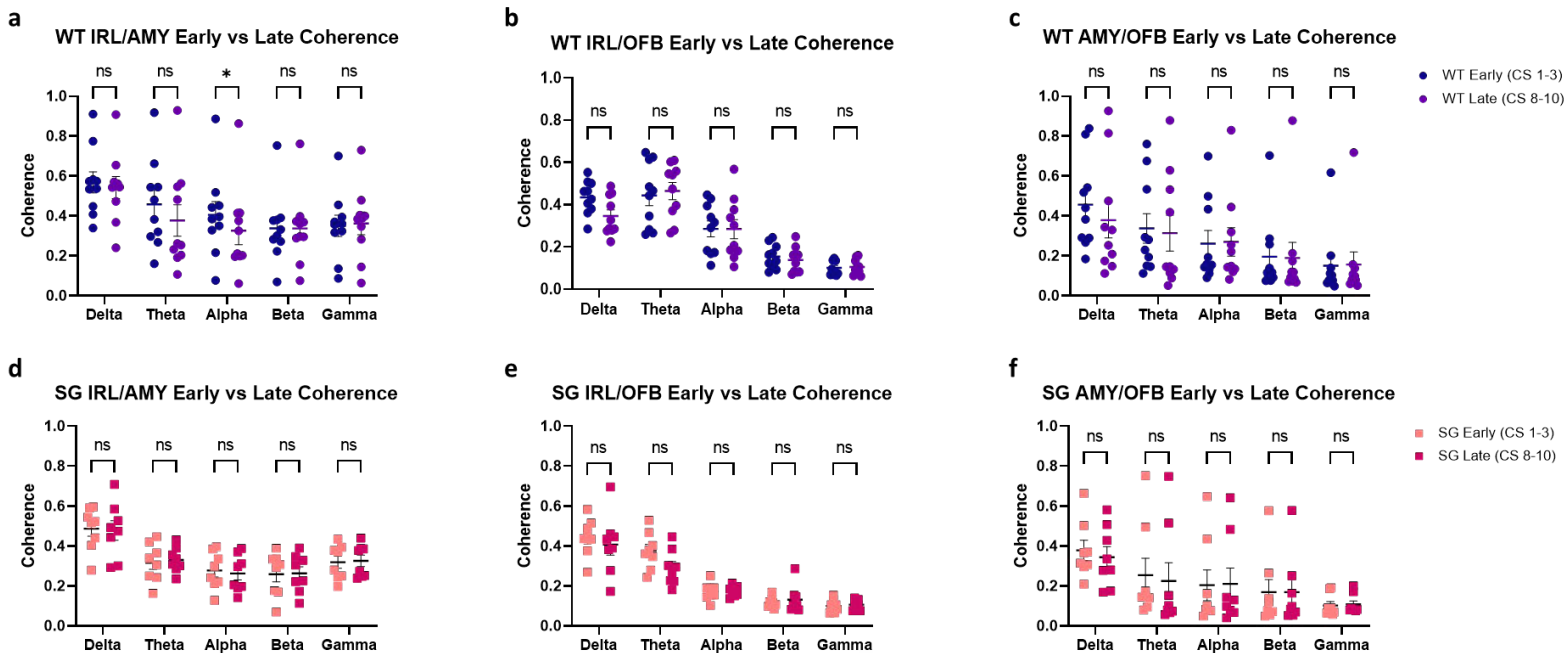 a
WT IRL/AMY Early vs Late Coherence
ns ns * ns ns
Coherence
1.0
0.8
0.6
0.4
0.2
0.0
Delta Theta Alpha Beta Gamma
b
WT IRL/OFB Early vs Late Coherence
ns ns ns ns ns
Coherence
1.0
0.8
0.6
0.4
0.2
0.0
Delta Theta Alpha Beta Gamma
c
WT AMY/OFB Early vs Late Coherence
ns ns ns ns ns
Coherence
1.0
0.8
0.6
0.4
0.2
0.0
Delta Theta Alpha Beta Gamma
WT Early (CS 1-3)
WT Late (CS 8-10)
d
SG IRL/AMY Early vs Late Coherence
ns ns ns ns ns
Coherence
1.0
0.8
0.6
0.4
0.2
0.0
Delta Theta Alpha Beta Gamma
e
SG IRL/OFB Early vs Late Coherence
ns ns ns ns ns
Coherence
1.0
0.8
0.6
0.4
0.2
0.0
Delta Theta Alpha Beta Gamma
f
SG AMY/OFB Early vs Late Coherence
ns ns ns ns ns
Coherence
1.0
0.8
0.6
0.4
0.2
0.0
Delta Theta Alpha Beta Gamma
SG Early (CS 1-3)
SG Late (CS 8-10)